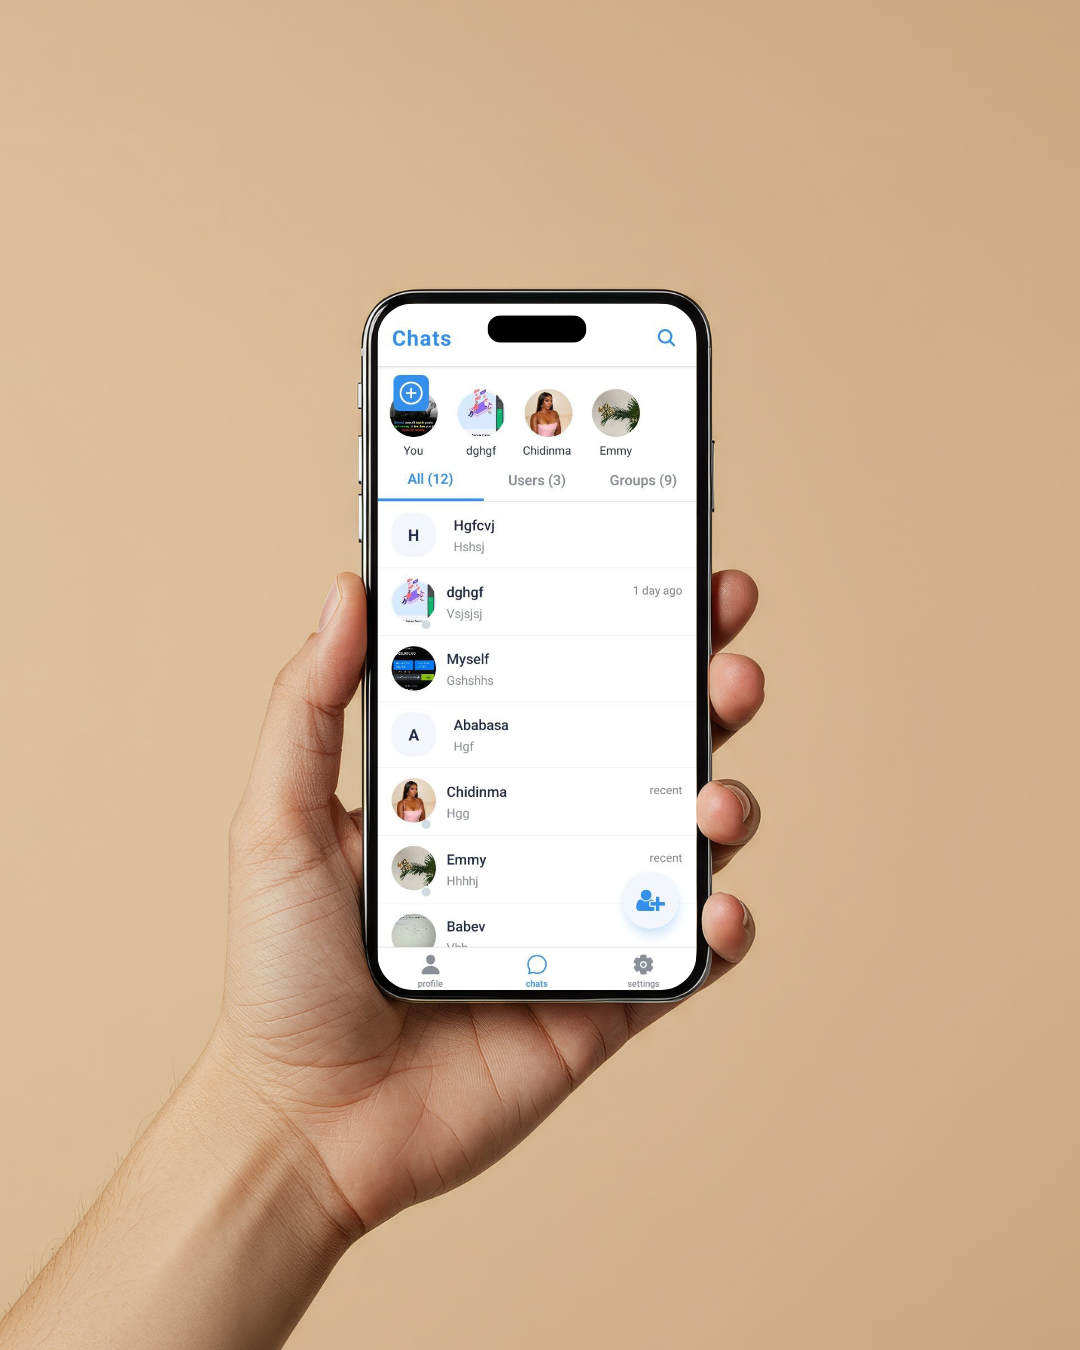 Chats
You
dghgf
Chidinma
Emmy
All (12)
Users (3)
Groups (9)
H
Hgfcvj
Hshsj
dghgf
1 day ago
Vsjsjsj
Myself
Gshshhs
A
Ababasa
Hgf
Chidinma
recent
Hgg
Emmy
recent
Hhhhj
Babev
profile
chats
settings